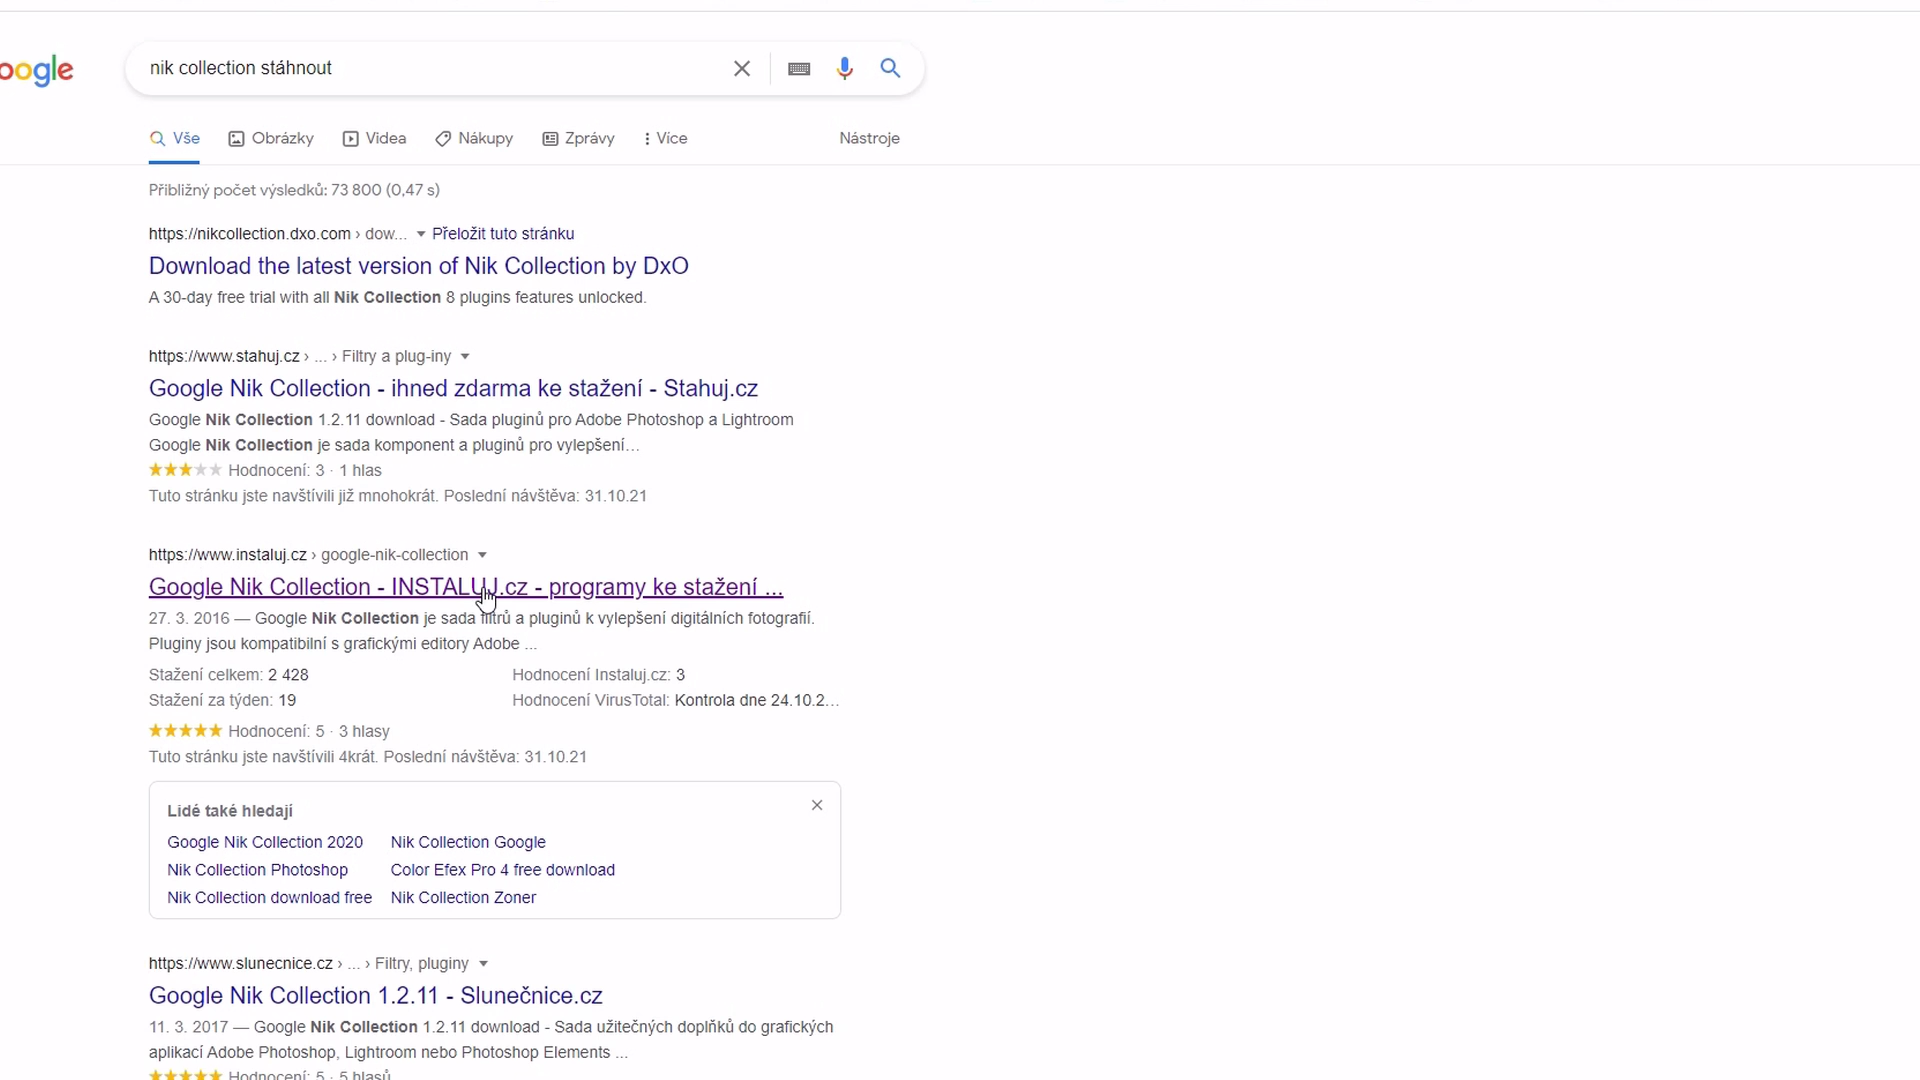 oogle
nik collection stáhnout
Vše Obrázky Videa Nákupy Zprávy Více Nástroje
Přibližný počet výsledků: 73 800 (0,47 s)
https://nikcollection.dxo.com › dow... Přeložit tuto stránku
Download the latest version of Nik Collection by DxO
A 30-day free trial with all Nik Collection 8 plugins features unlocked.
https://www.stahuj.cz › ... › Filtry a plug-iny
Google Nik Collection - ihned zdarma ke stažení - Stahuj.cz
Google Nik Collection 1.2.11 download - Sada pluginů pro Adobe Photoshop a Lightroom
Google Nik Collection je sada komponent a pluginů pro vylepšení…
Hodnocení: 3 · 1 hlas
Tuto stránku jste navštívili již mnohokrát. Poslední návštěva: 31.10.21
https://www.instaluj.cz › google-nik-collection
Google Nik Collection - INSTALUJ.cz - programy ke stažení ...
27. 3. 2016 — Google Nik Collection je sada filtrů a pluginů k vylepšení digitálních fotografií.
Pluginy jsou kompatibilní s grafickými editory Adobe ...
Stažení celkem: 2 428 Hodnocení Instaluj.cz: 3
Stažení za týden: 19 Hodnocení VirusTotal: Kontrola dne 24.10.2…
Hodnocení: 5 · 3 hlasy
Tuto stránku jste navštívili 4krát. Poslední návštěva: 31.10.21
Lidé také hledají
Google Nik Collection 2020 Nik Collection Google
Nik Collection Photoshop Color Efex Pro 4 free download
Nik Collection download free Nik Collection Zoner
https://www.slunecnice.cz › ... › Filtry, pluginy
Google Nik Collection 1.2.11 - Slunečnice.cz
11. 3. 2017 — Google Nik Collection 1.2.11 download - Sada užitečných doplňků do grafických
aplikací Adobe Photoshop, Lightroom nebo Photoshop Elements ...
Hodnocení: 5 · 5 hlasů